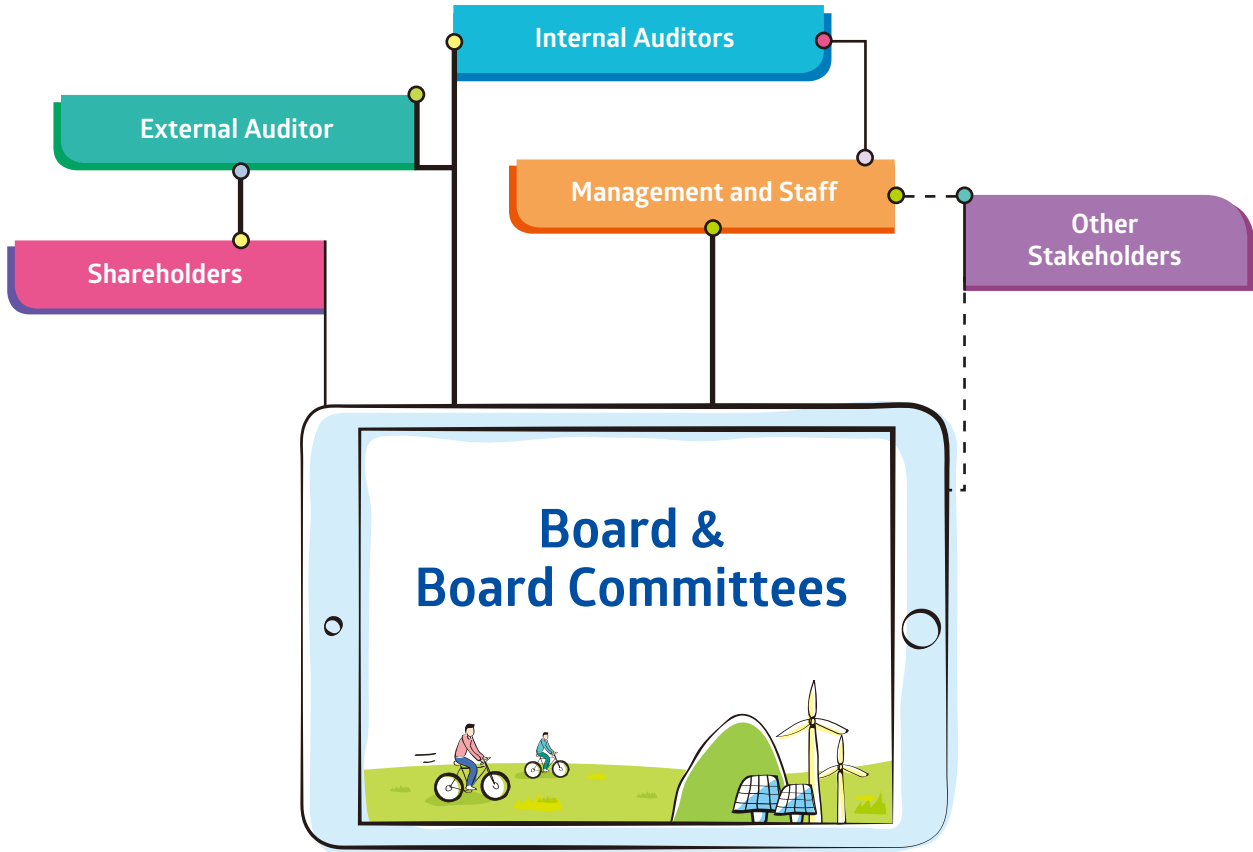 Internal Auditors
External Auditor
Management and Staff
Other
Stakeholders
Shareholders
Board &
Board Committees